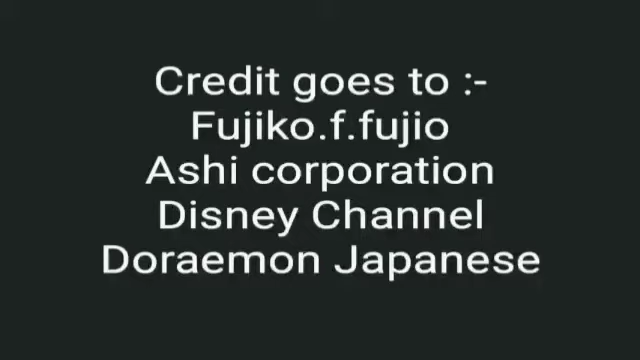 Credit goes to :-
Fujiko.f.fujio
Ashi corporation
Disney Channel
Doraemon Japanese